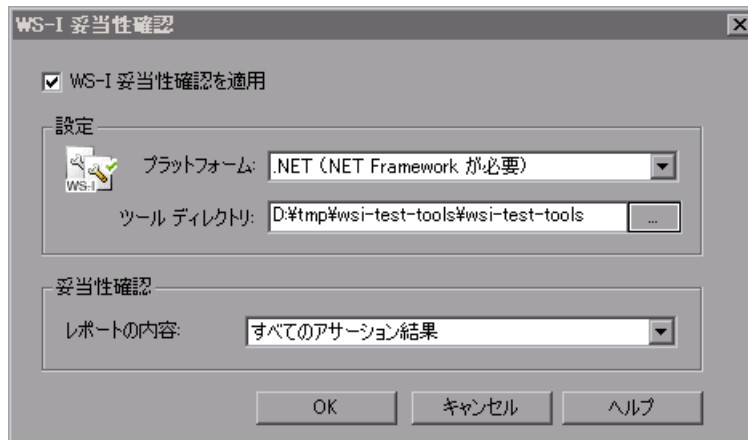 WS-I 妥当性確認
WS-I 妥当性確認を適用
設定
WS-I
プラットフォーム: .NET (NET Framework が必要)
ツール ディレクトリ: D:¥tmp¥wsi-test-tools¥wsi-test-tools ...
妥当性確認
レポートの内容: すべてのアサーション結果
OK キャンセル ヘルプ